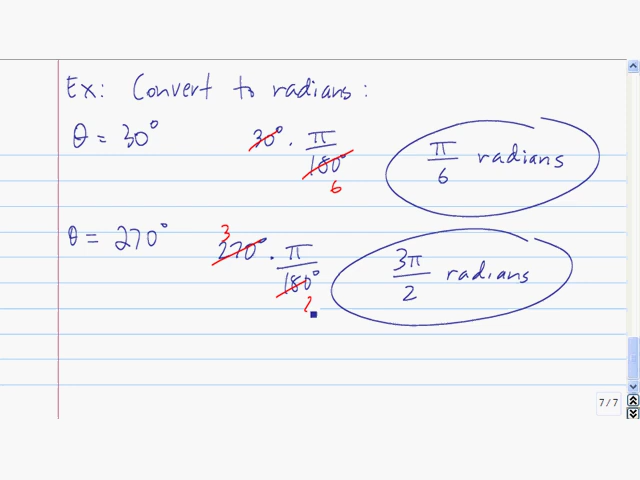 Ex: Convert to radians:
θ = 30° 30° · π/180° 6 π/6 radians
θ = 270° 3 270° · π/180° 2 3π/2 radians
7/7